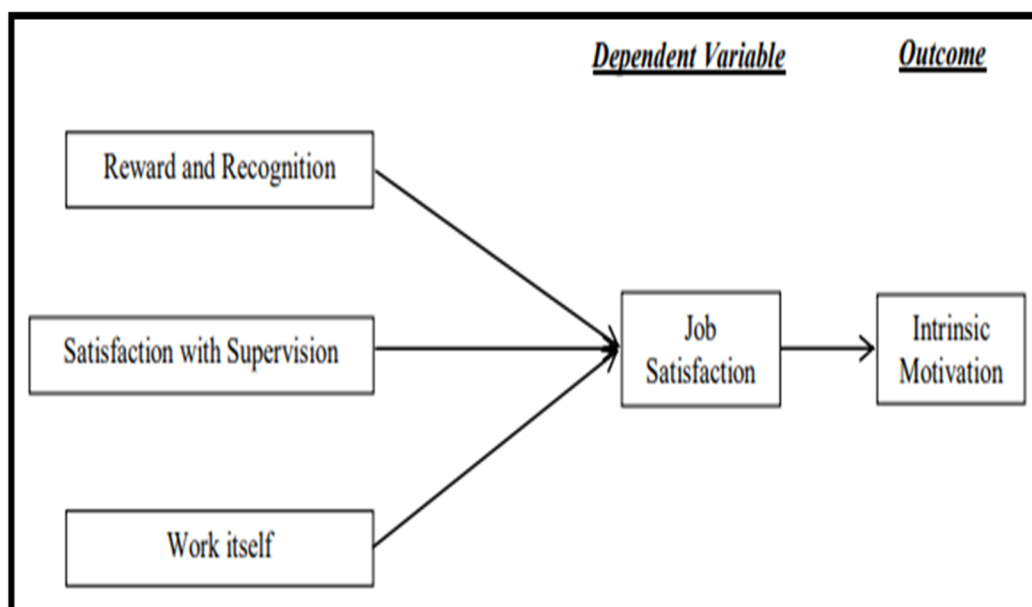 Dependent Variable
Outcome
Reward and Recognition
Satisfaction with Supervision
Job
Satisfaction
Intrinsic
Motivation
Work itself